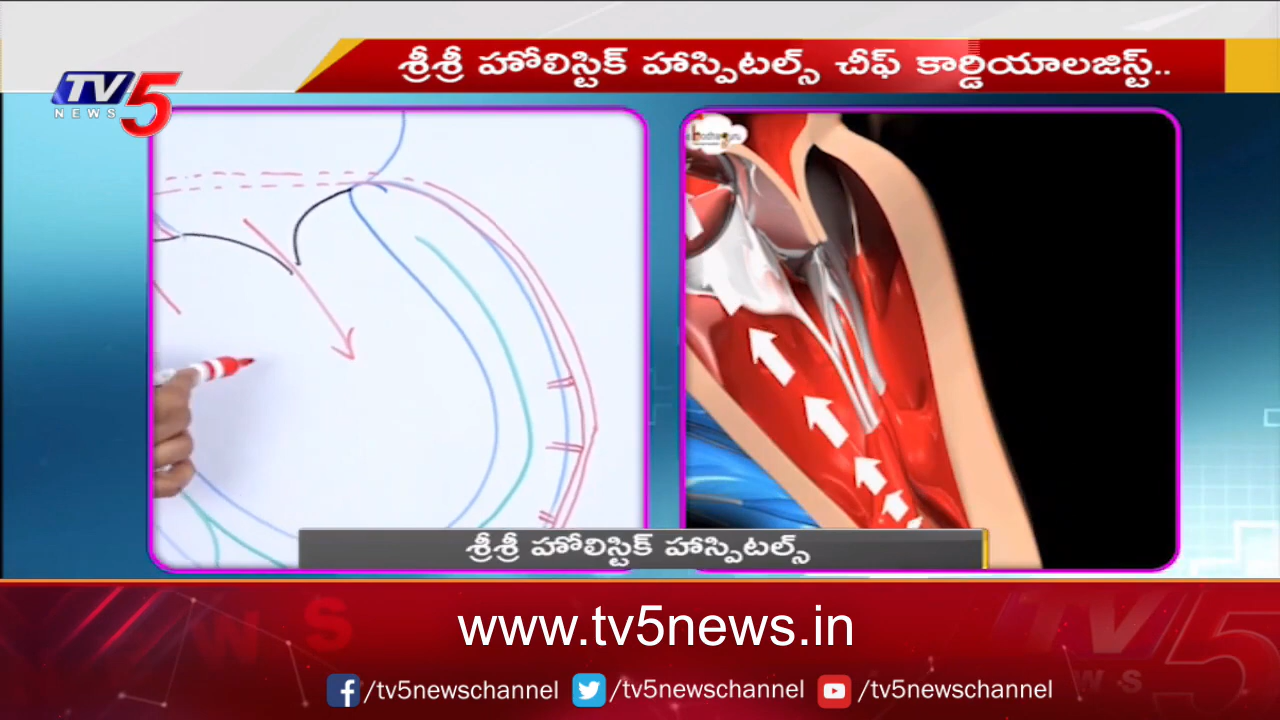 శ్రీశ్రీ హోలిస్టిక్ హాస్పిటల్స్ చీఫ్ కార్డియాలజిస్ట్..
TV5
NEWS
శ్రీశ్రీ హోలిస్టిక్ హాస్పిటల్స్
www.tv5news.in
/tv5newschannel /tv5newschannel /tv5newschannel